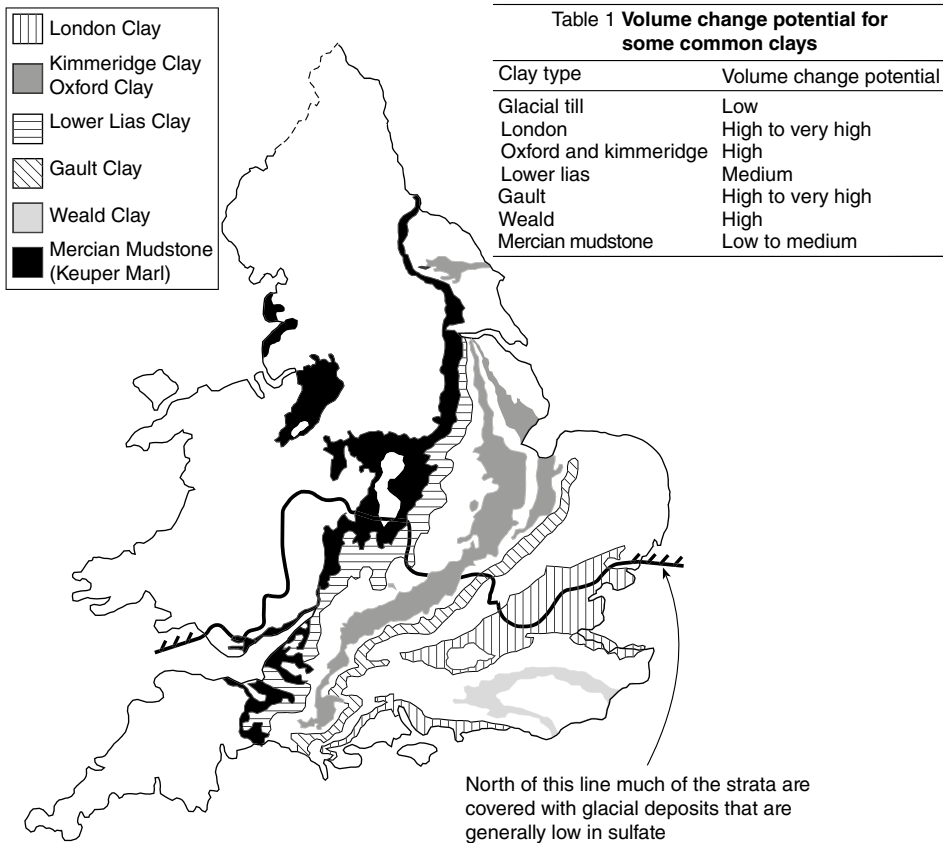 London Clay
Kimmeridge Clay
Oxford Clay
Lower Lias Clay
Gault Clay
Weald Clay
Mercian Mudstone
(Keuper Marl)
Table 1 Volume change potential for
some common clays
Clay type Volume change potential
Glacial till Low
London High to very high
Oxford and kimmeridge High
Lower lias Medium
Gault High to very high
Weald High
Mercian mudstone Low to medium
North of this line much of the strata are
covered with glacial deposits that are
generally low in sulfate